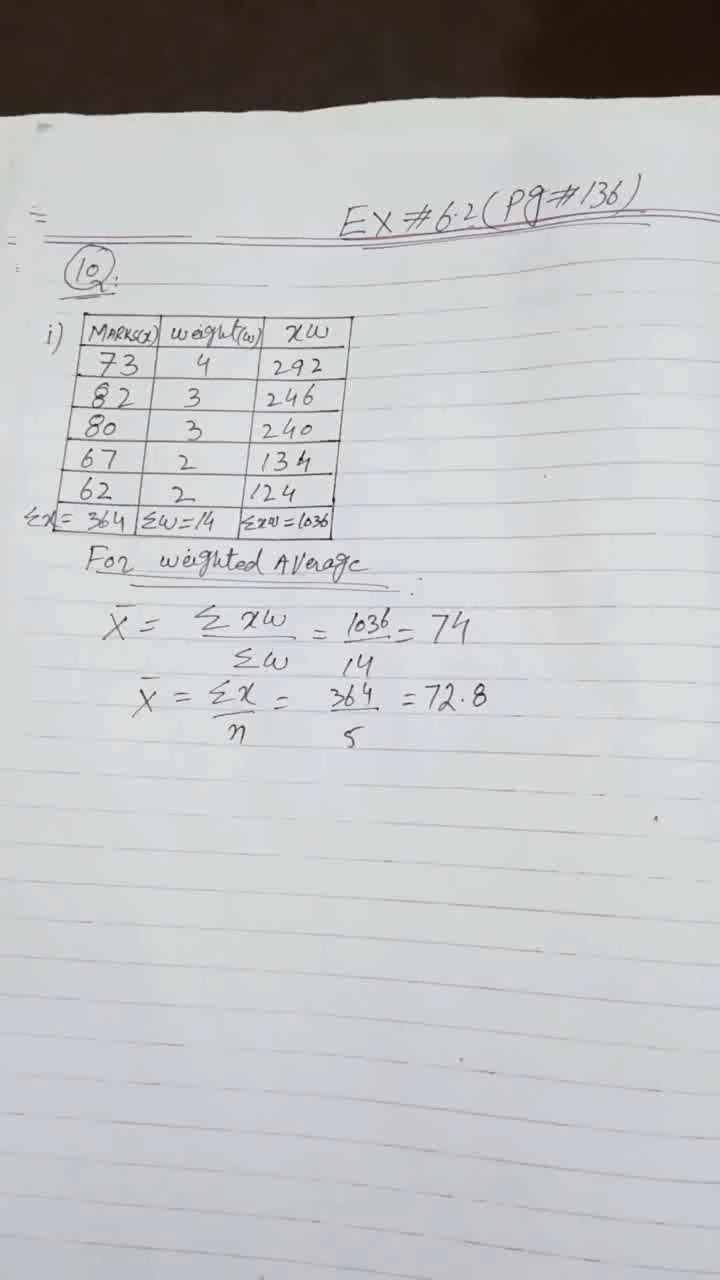 Ex # 6.2 (Pg # 136)
10
Q:
i)
MARKS(x) weight(w) xw
73 4 292
82 3 246
80 3 240
67 2 134
62 2 124
Σx = 364 Σw = 14 Σxw = 1036
For weighted Average :
X̄ = Σxw / Σw = 1036 / 14 = 74
X̄ = Σx / n = 364 / 5 = 72.8